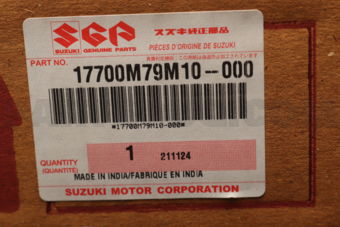 SGP スズキ純正部品
SUZUKI GENUINE PARTS PIÈCES D'ORIGINE DE SUZUKI
PART NO.
17700M79M10-000
*17700M79M10-000*
QUANTITY
(QUANTITÉ)
1 211124
MADE IN INDIA/FABRIQUE EN INDIA
SUZUKI MOTOR CORPORATION